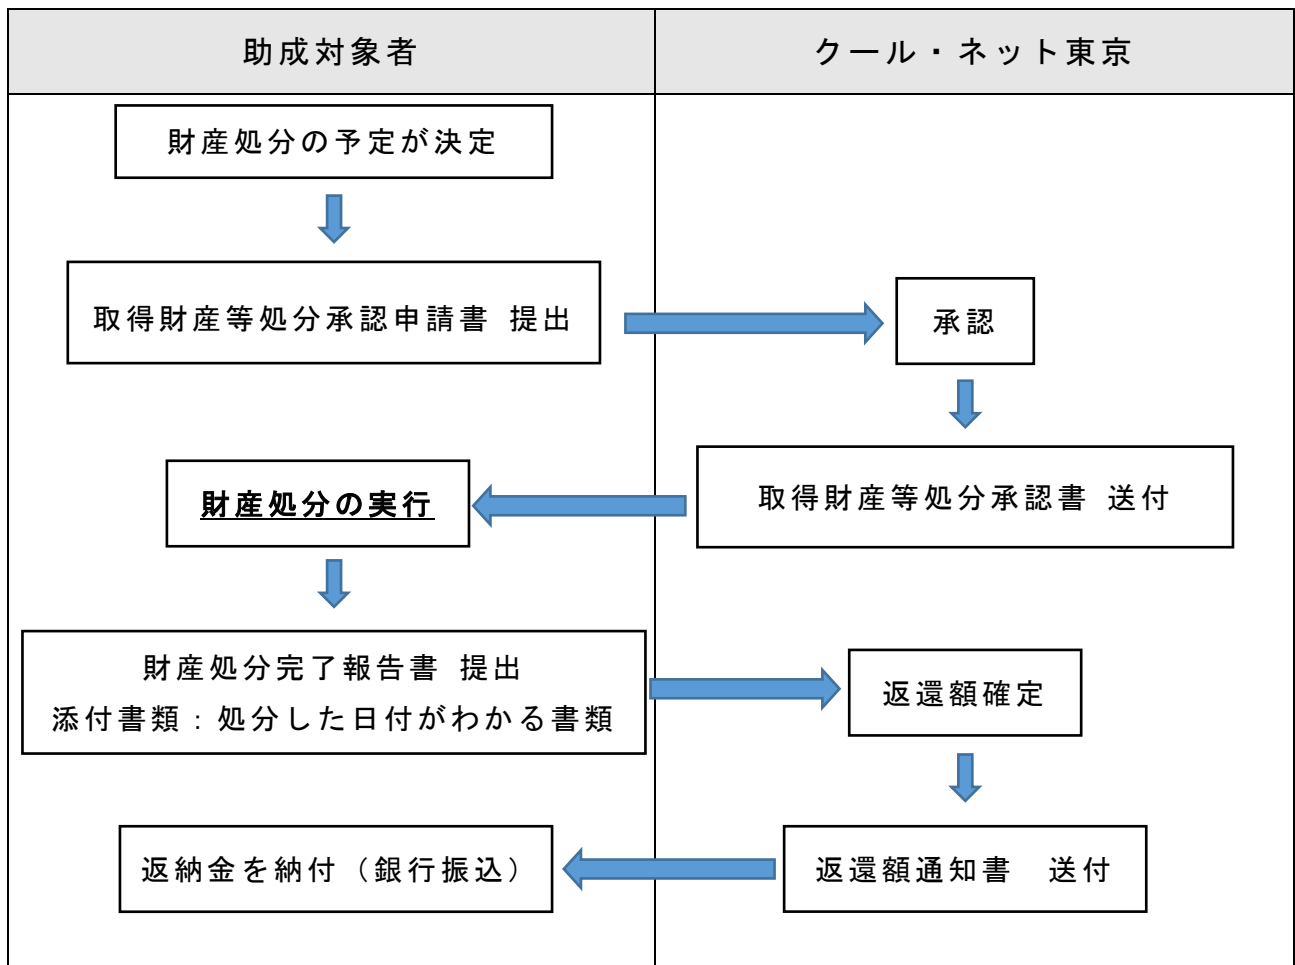 助成対象者
クール・ネット東京
財産処分の予定が決定
取得財産等処分承認申請書 提出
承認
取得財産等処分承認書 送付
財産処分の実行
財産処分完了報告書 提出
添付書類：処分した日付がわかる書類
返還額確定
返還額通知書　送付
返納金を納付（銀行振込）